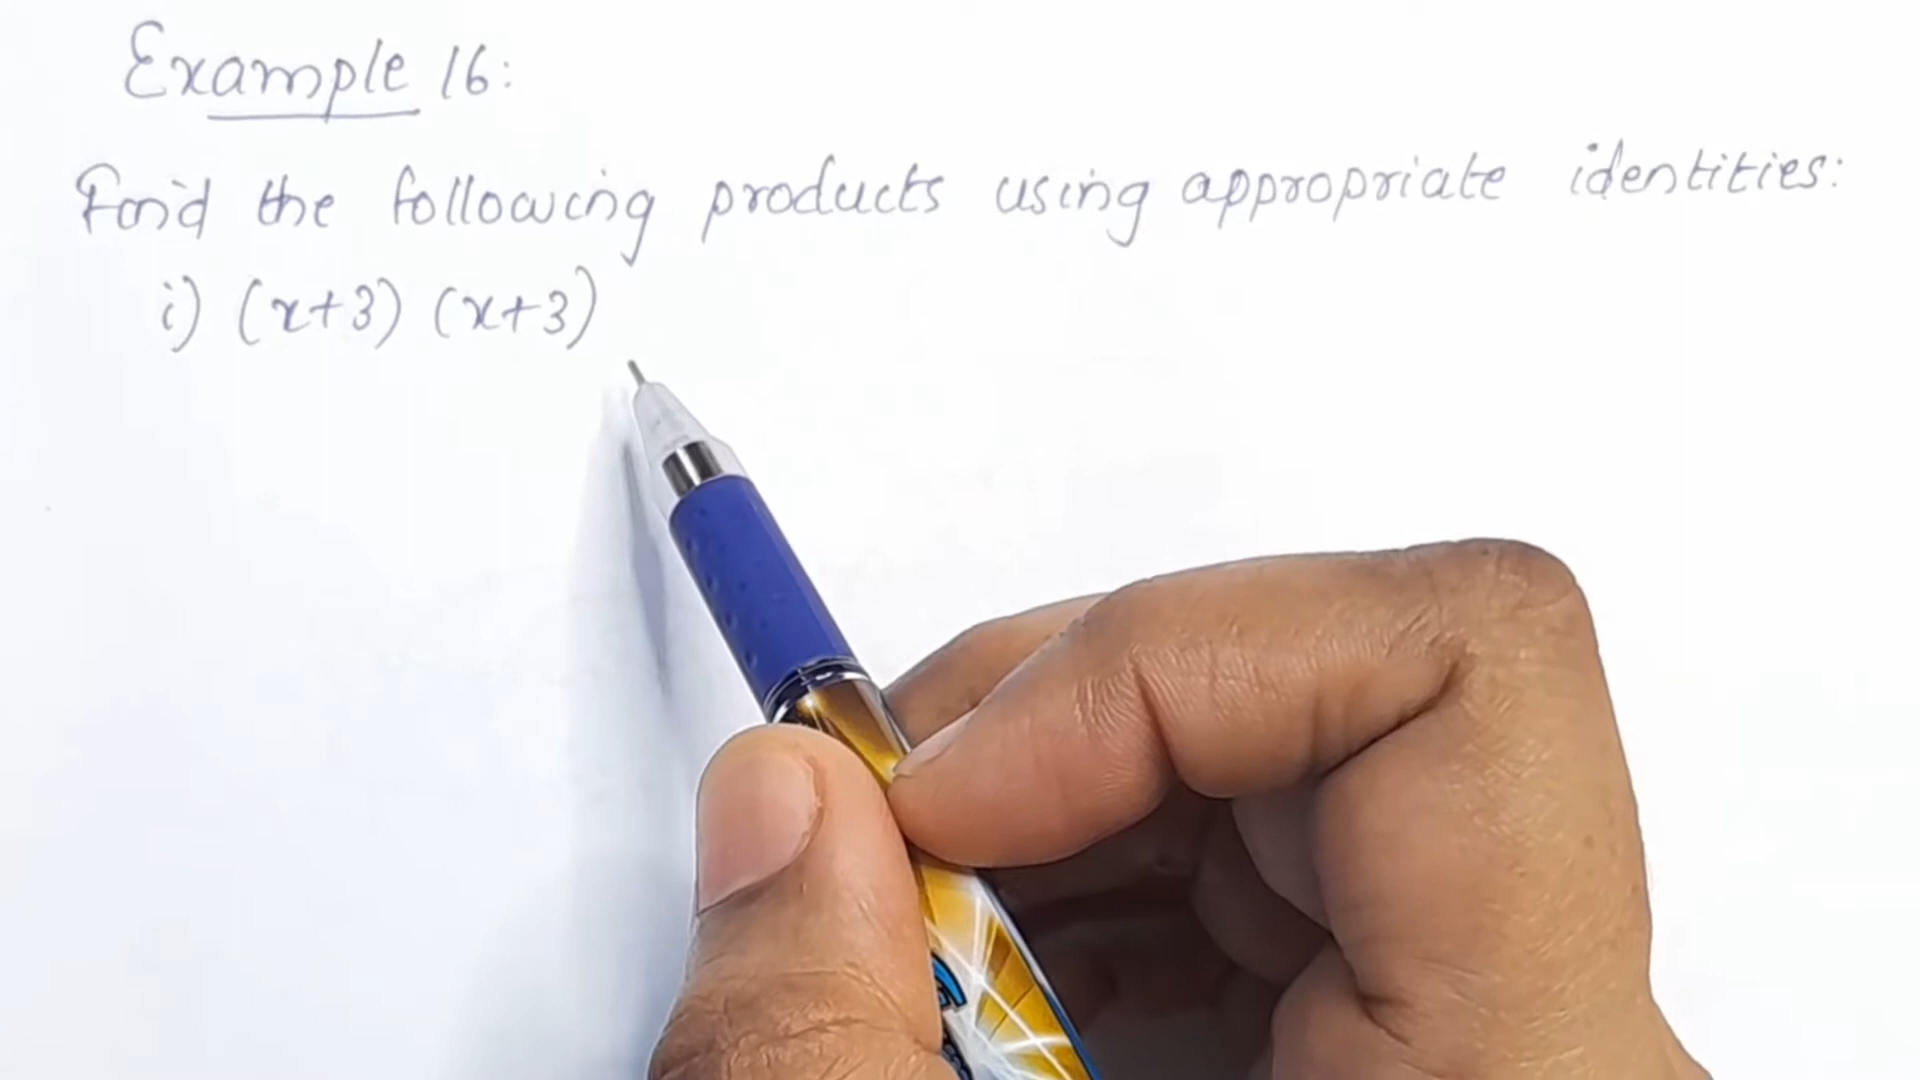 Example 16:
Find the following products using appropriate identities:
i) (x+3) (x+3)